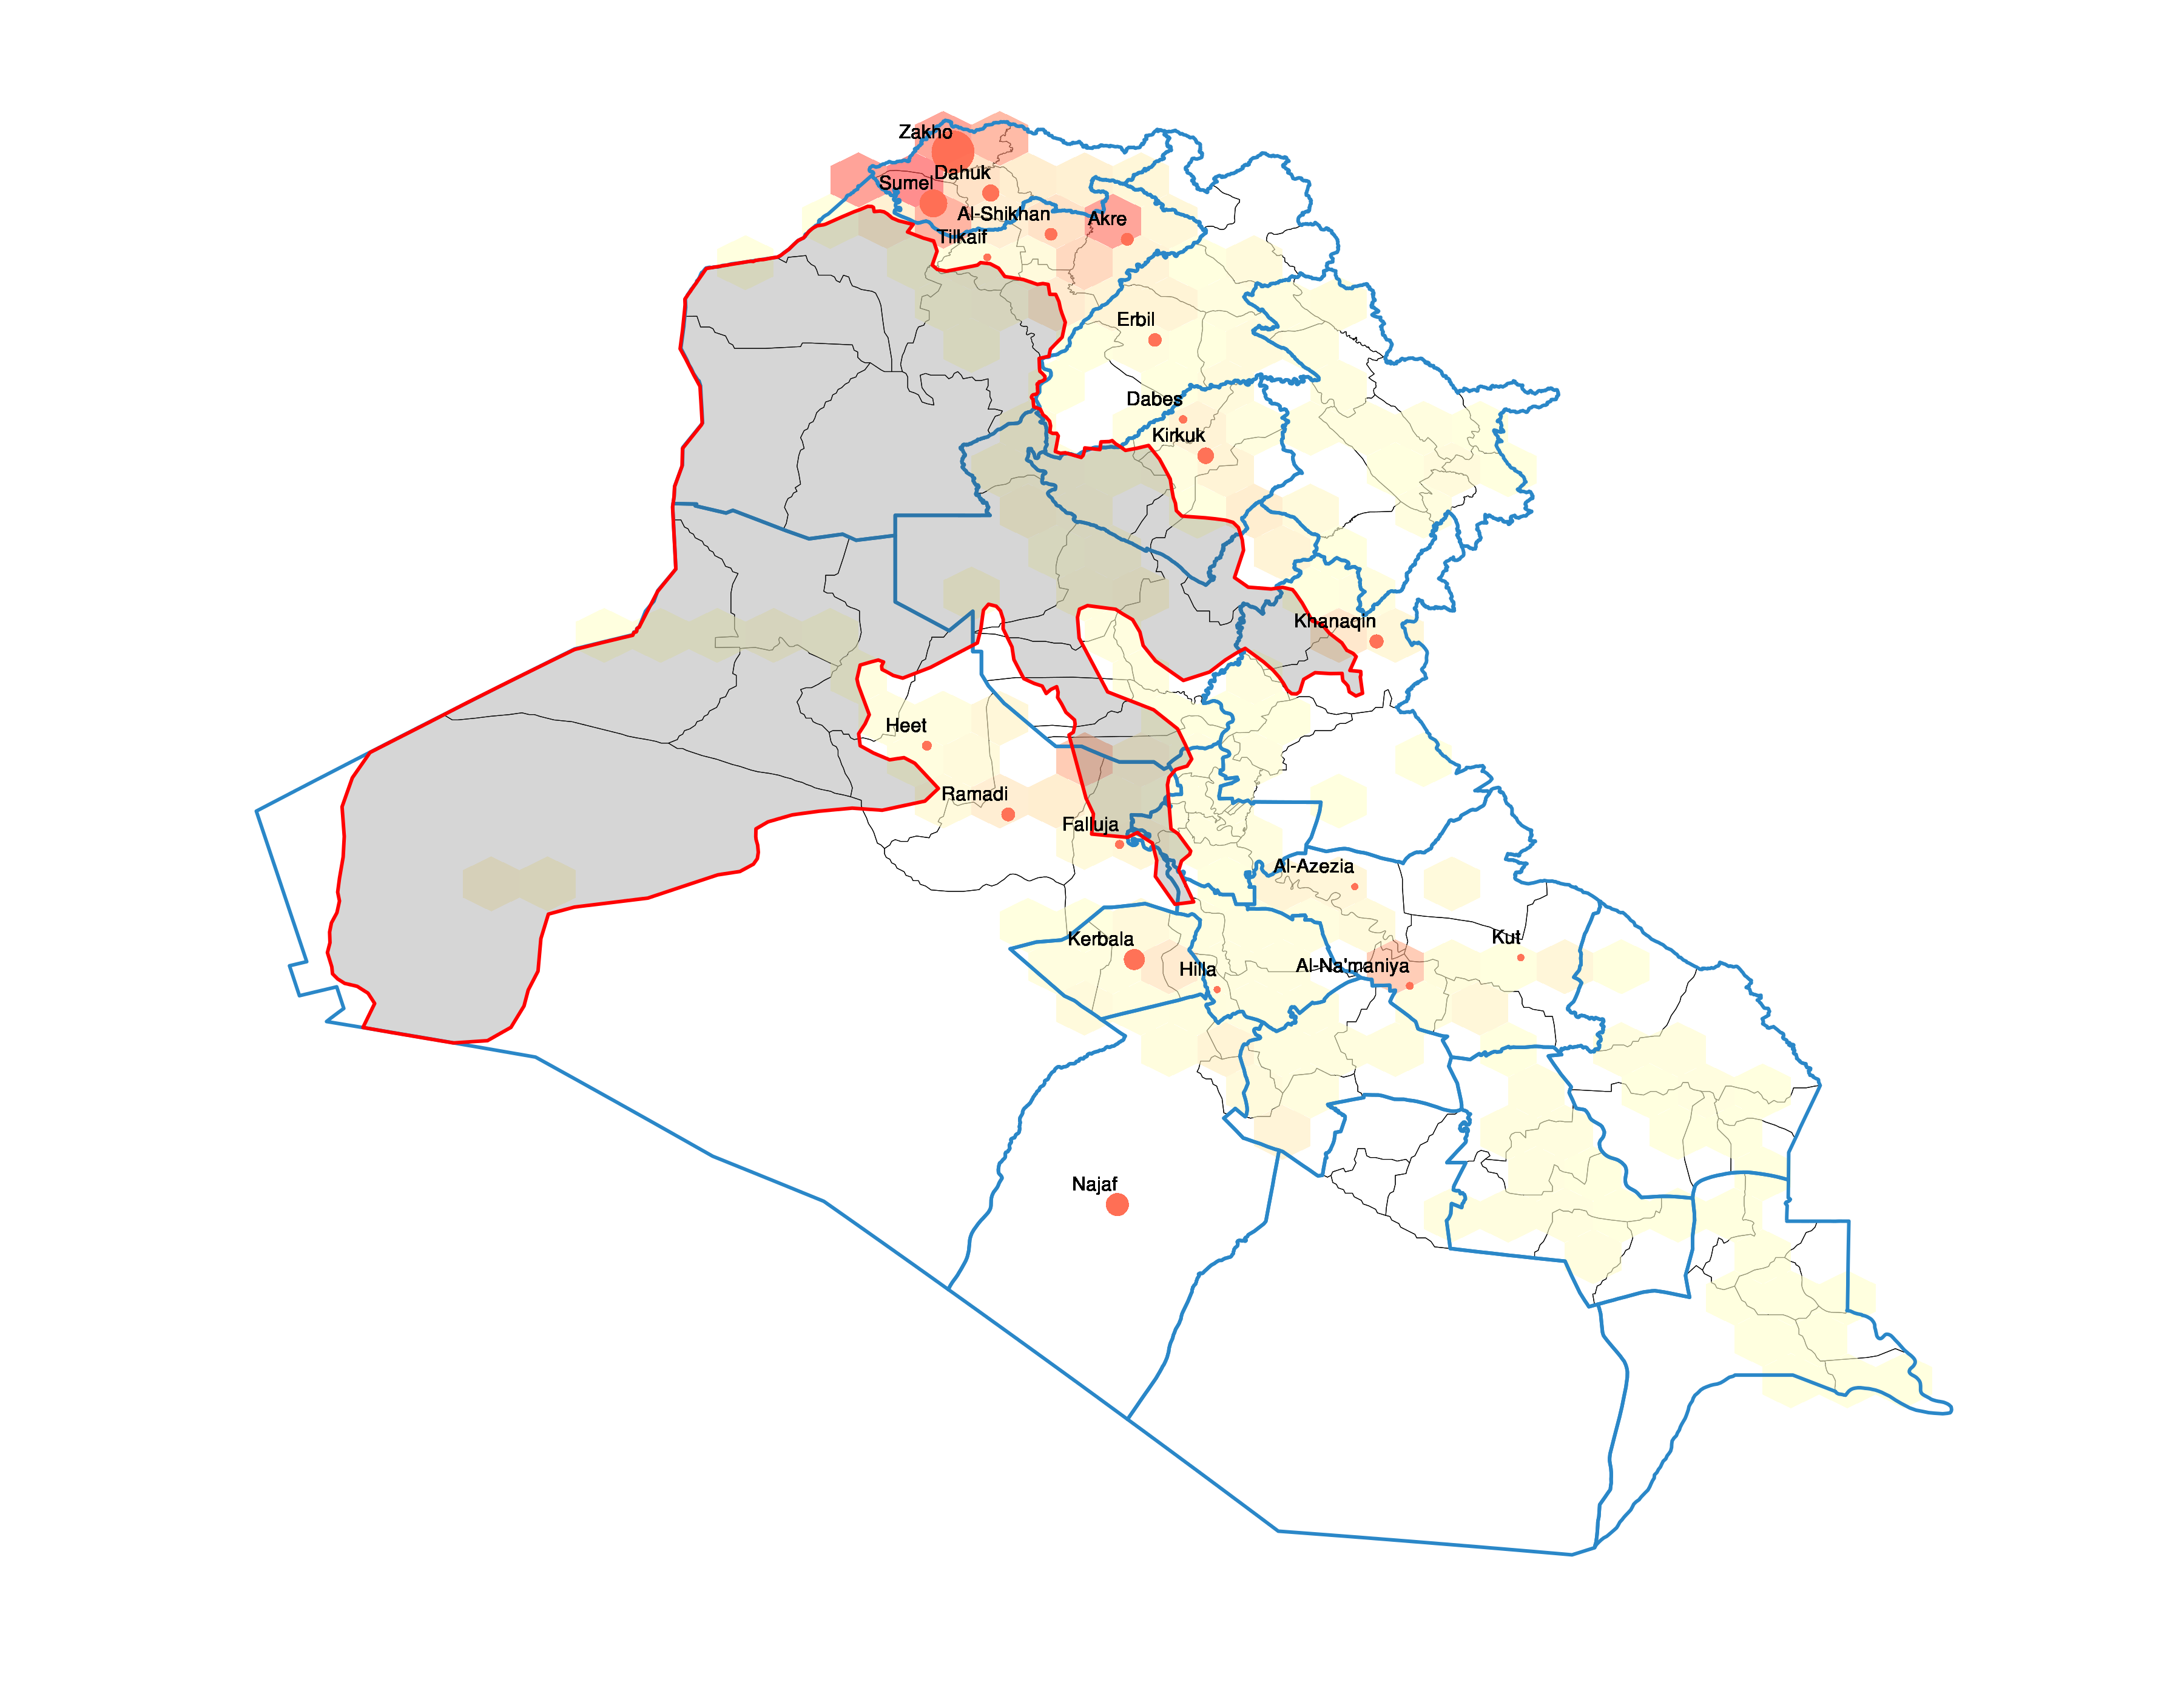 Zakho
Dahuk
Sumel
Al-Shikhan
Akre
Tilkaif
Erbil
Dabes
Kirkuk
Khanaqin
Heet
Ramadi
Falluja
Al-Azezia
Kerbala
Kut
Hilla
Al-Na'maniya
Najaf